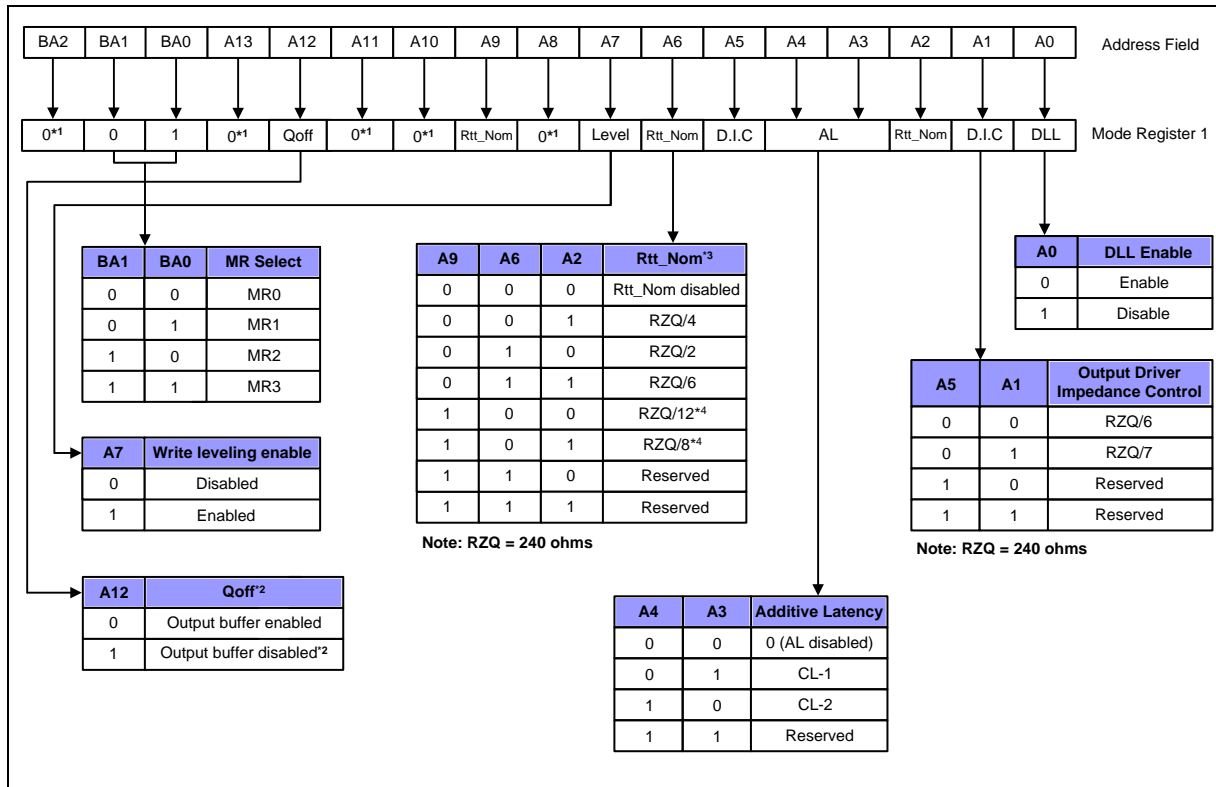 BA2 BA1 BA0 A13 A12 A11 A10 A9 A8 A7 A6 A5 A4 A3 A2 A1 A0 Address Field
0*1 0 1 0*1 Qoff 0*1 0*1 Rtt_Nom 0*1 Level Rtt_Nom D.I.C AL Rtt_Nom D.I.C DLL Mode Register 1
BA1 BA0 MR Select
0 0 MR0
0 1 MR1
1 0 MR2
1 1 MR3
A7 Write leveling enable
0 Disabled
1 Enabled
A12 Qoff*2
0 Output buffer enabled
1 Output buffer disabled*2
A9 A6 A2 Rtt_Nom*3
0 0 0 Rtt_Nom disabled
0 0 1 RZQ/4
0 1 0 RZQ/2
0 1 1 RZQ/6
1 0 0 RZQ/12*4
1 0 1 RZQ/8*4
1 1 0 Reserved
1 1 1 Reserved
Note: RZQ = 240 ohms
A4 A3 Additive Latency
0 0 0 (AL disabled)
0 1 CL-1
1 0 CL-2
1 1 Reserved
A0 DLL Enable
0 Enable
1 Disable
A5 A1 Output Driver
Impedance Control
0 0 RZQ/6
0 1 RZQ/7
1 0 Reserved
1 1 Reserved
Note: RZQ = 240 ohms